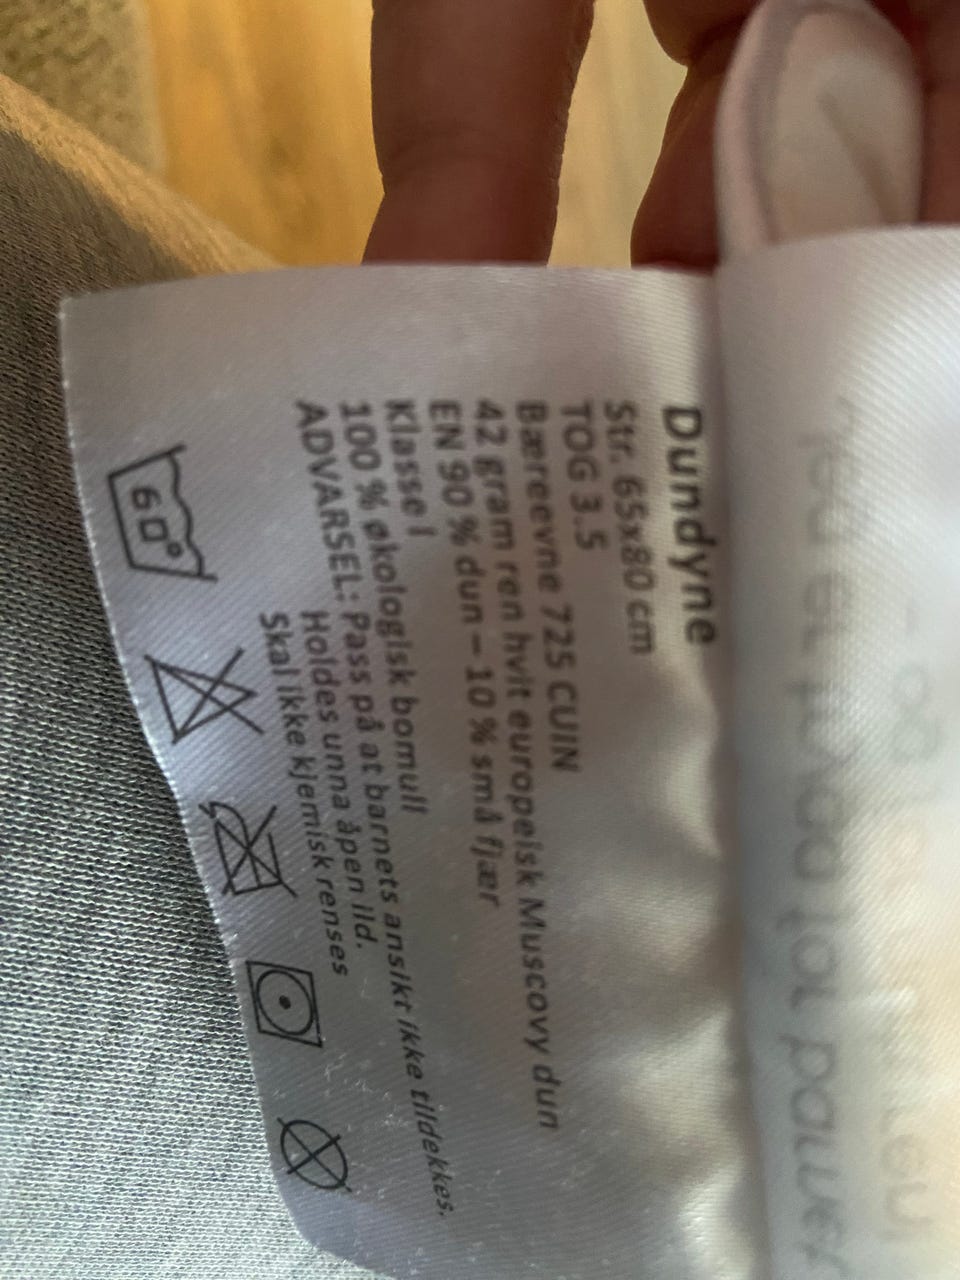 Dundyne
Str. 65x80 cm
TOG 3.5
Bæreevne 725 CUIN
42 gram ren hvit europeisk Muscovy dun
EN 90 % dun – 10 % små fjær
Klasse I
100 % økologisk bomull
ADVARSEL: Pass på at barnets ansikt ikke tildekkes.
Holdes unna åpen ild.
Skal ikke kjemisk renses
60°